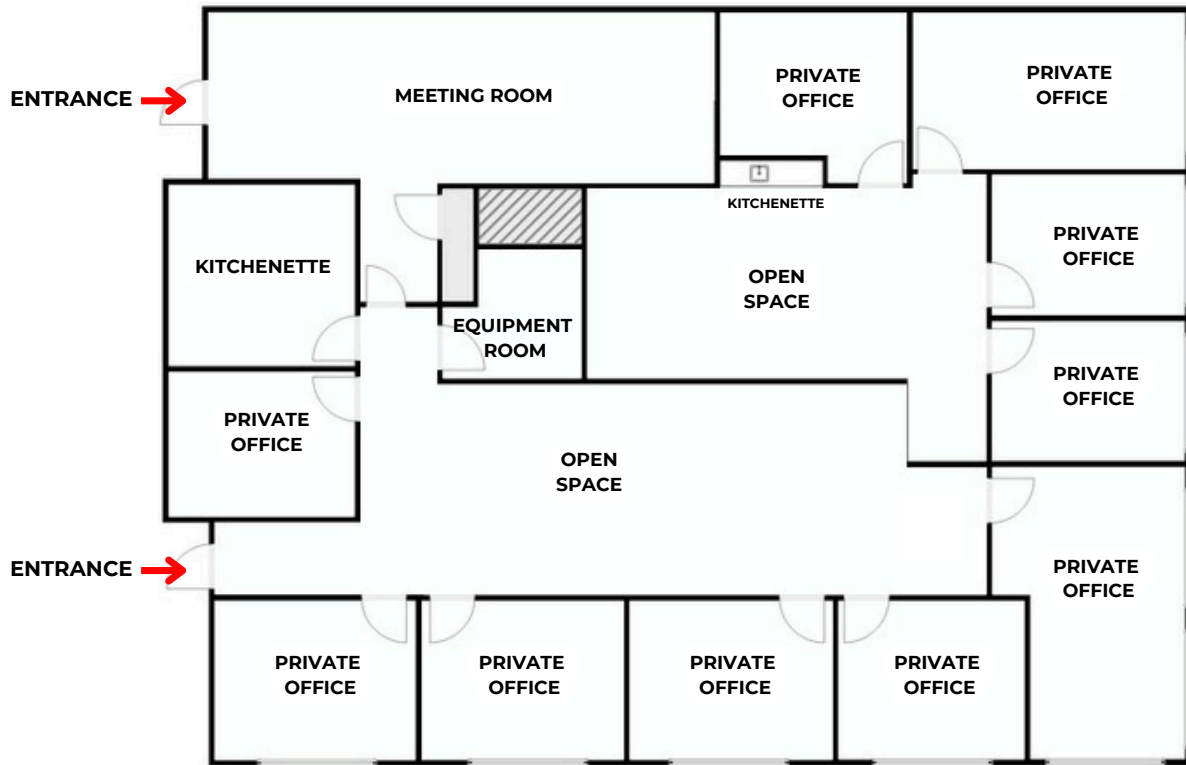 ENTRANCE
MEETING ROOM
PRIVATE
OFFICE
PRIVATE
OFFICE
KITCHENETTE
KITCHENETTE
PRIVATE
OFFICE
OPEN
SPACE
EQUIPMENT
ROOM
PRIVATE
OFFICE
PRIVATE
OFFICE
OPEN
SPACE
ENTRANCE
PRIVATE
OFFICE
PRIVATE
OFFICE
PRIVATE
OFFICE
PRIVATE
OFFICE
PRIVATE
OFFICE